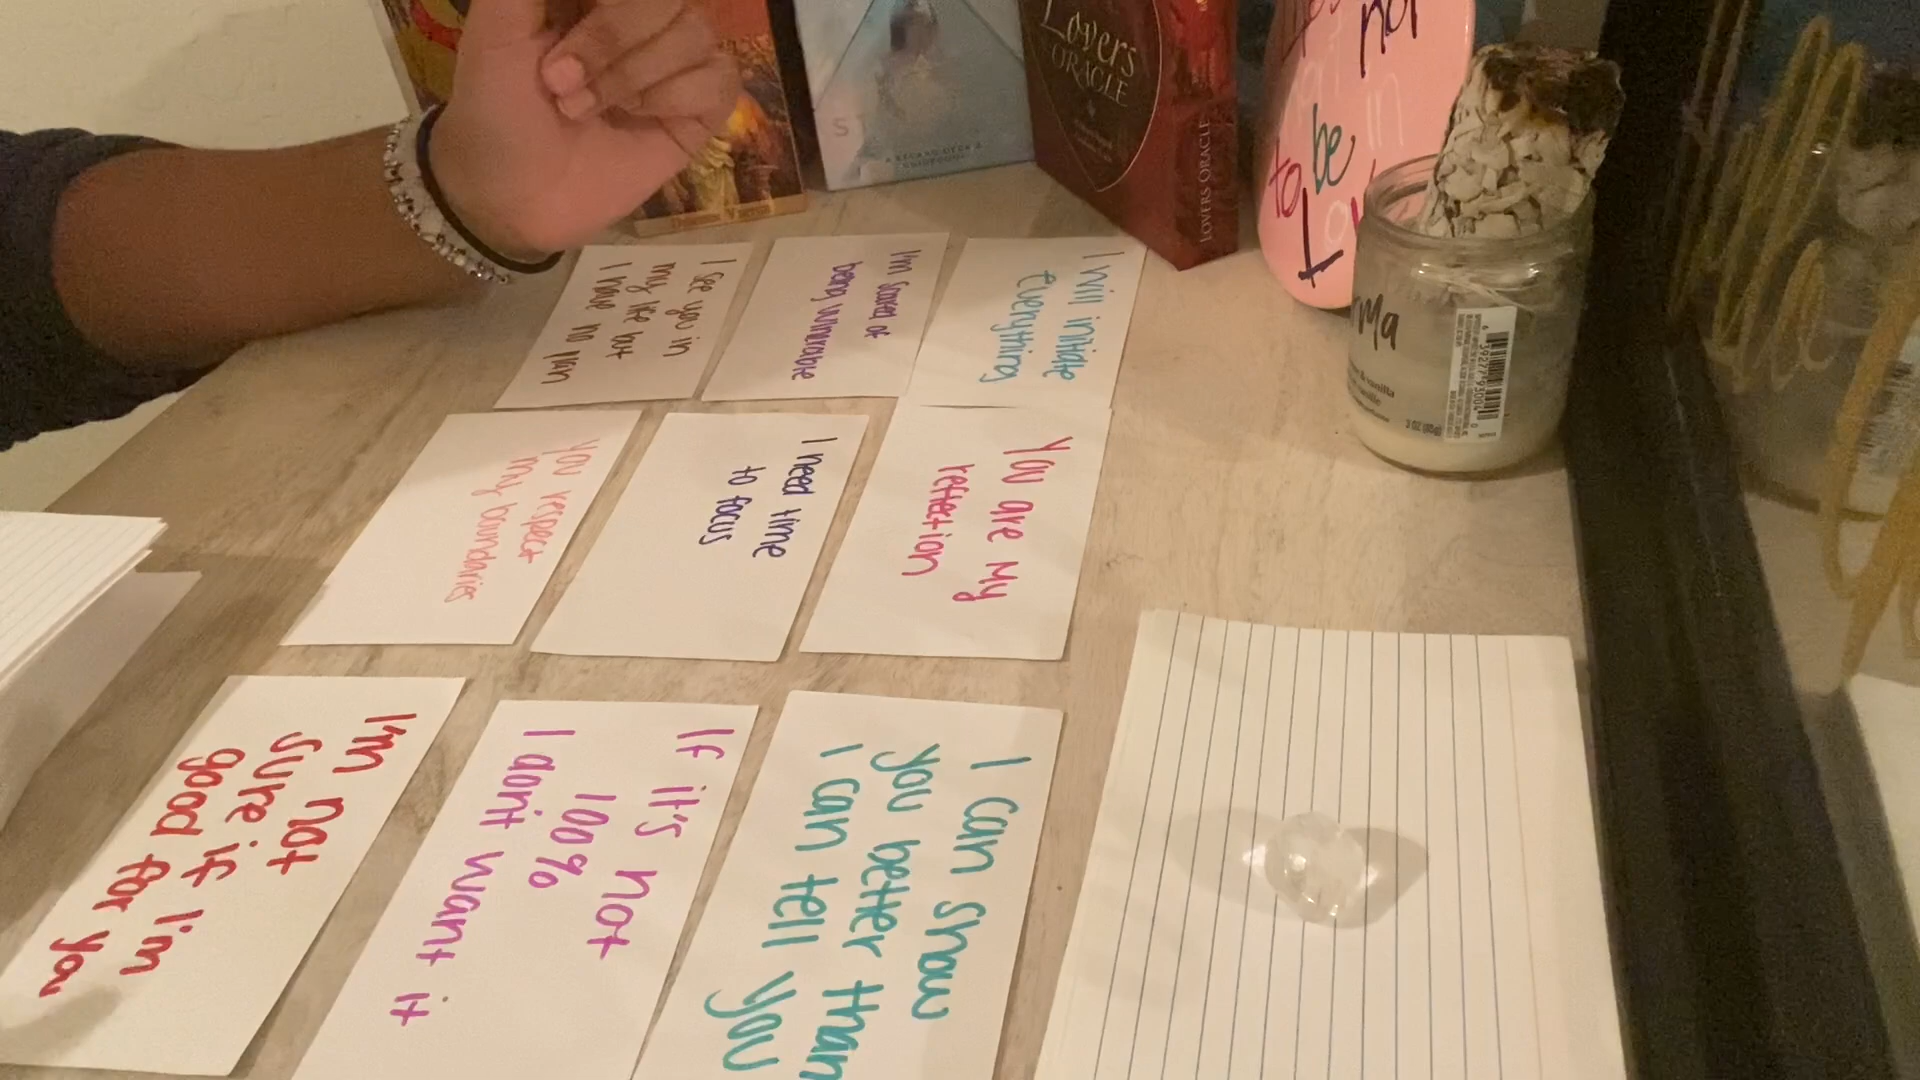 Lovers
ORACLE
LOVERS ORACLE
not
be
to
I see you in
my life but
I have no plan
I'm scared of
being vulnerable
I will initiate
everything
You respect
my boundaries
I need time
to focus
You are my
reflection
I'm not
sure if I'm
good for you
If it's not
100%
I don't want it
I can show
you better than
I can tell you